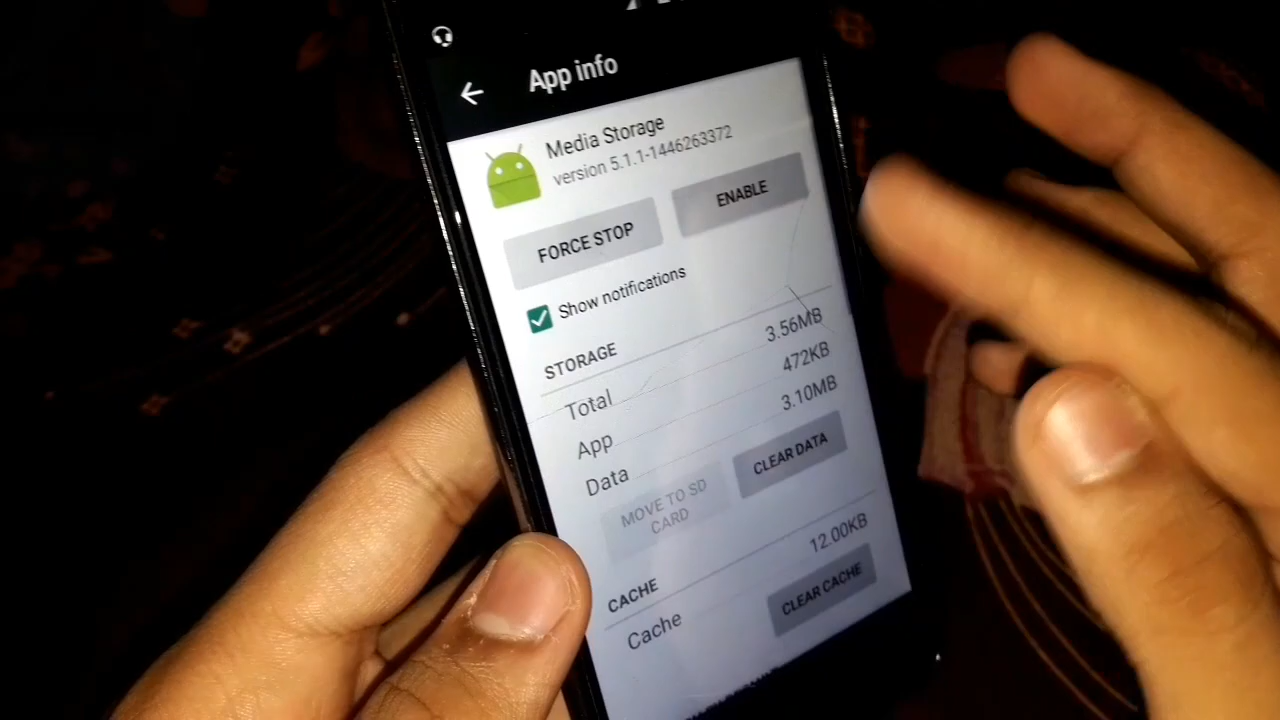 App info
Media Storage
version 5.1.1-1446263372
FORCE STOP
ENABLE
Show notifications
STORAGE
Total
3.56MB
App
472KB
Data
3.10MB
MOVE TO SD
CARD
CLEAR DATA
CACHE
Cache
12.00KB
CLEAR CACHE